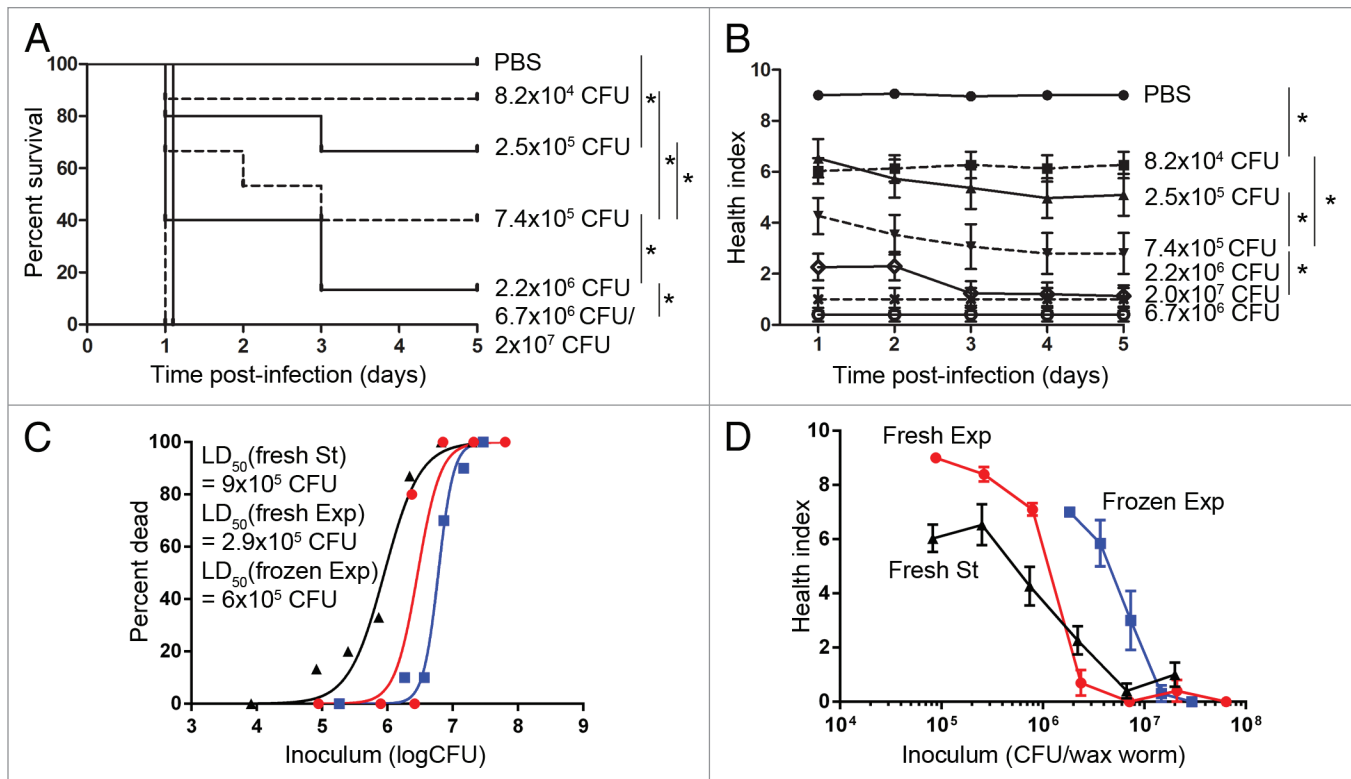 A
Percent survival
100
80
60
40
20
0
0 1 2 3 4 5
Time post-infection (days)
PBS
8.2x10⁴ CFU
2.5x10⁵ CFU
7.4x10⁵ CFU
2.2x10⁶ CFU
6.7x10⁶ CFU/
2x10⁷ CFU
*
*
*
*
*
B
Health index
10
8
6
4
2
0
1 2 3 4 5
Time post-infection (days)
PBS
8.2x10⁴ CFU
2.5x10⁵ CFU
7.4x10⁵ CFU
2.2x10⁶ CFU
2.0x10⁷ CFU
6.7x10⁶ CFU
*
*
*
*
C
Percent dead
100
80
60
40
20
0
3 4 5 6 7 8 9
Inoculum (logCFU)
LD₅₀(fresh St)
= 9x10⁵ CFU
LD₅₀(fresh Exp)
= 2.9x10⁵ CFU
LD₅₀(frozen Exp)
= 6x10⁵ CFU
D
Health index
10
8
6
4
2
0
10⁴ 10⁵ 10⁶ 10⁷ 10⁸
Inoculum (CFU/wax worm)
Fresh Exp
Frozen Exp
Fresh St